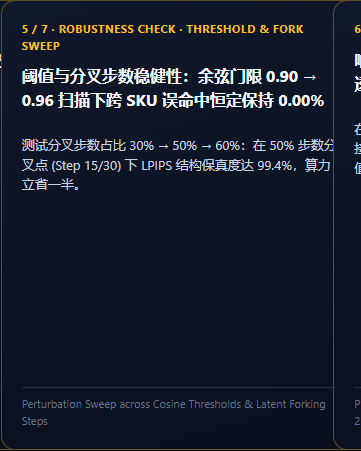 5 / 7 · ROBUSTNESS CHECK · THRESHOLD & FORK
SWEEP
阈值与分叉步数稳健性：余弦门限 0.90 →
0.96 扫描下跨 SKU 误命中恒定保持 0.00%
测试分叉步数占比 30% → 50% → 60%：在 50% 步数分
叉点 (Step 15/30) 下 LPIPS 结构保真度达 99.4%，算力
立省一半。
Perturbation Sweep across Cosine Thresholds & Latent Forking
Steps
6
P
2